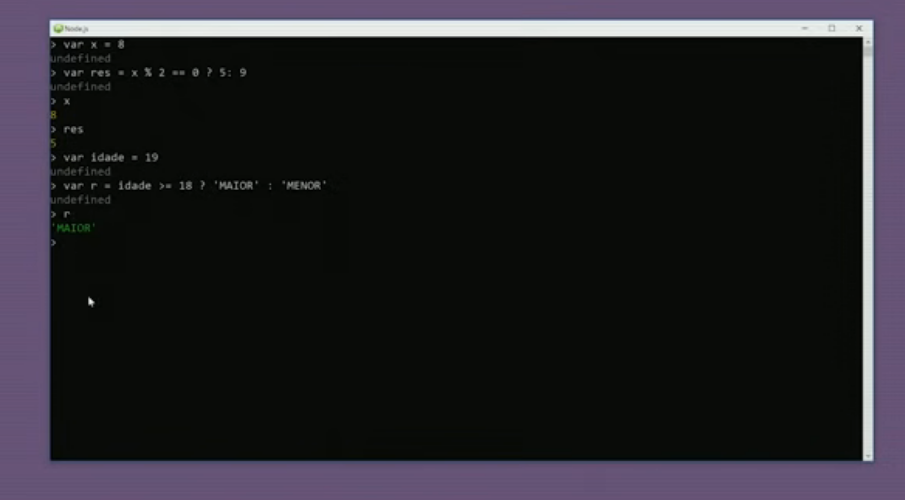 Node.js
> var x = 8
undefined
> var res = x % 2 == 0 ? 5: 9
undefined
> x
8
> res
5
> var idade = 19
undefined
> var r = idade >= 18 ? 'MAIOR' : 'MENOR'
undefined
> r
'MAIOR'
>